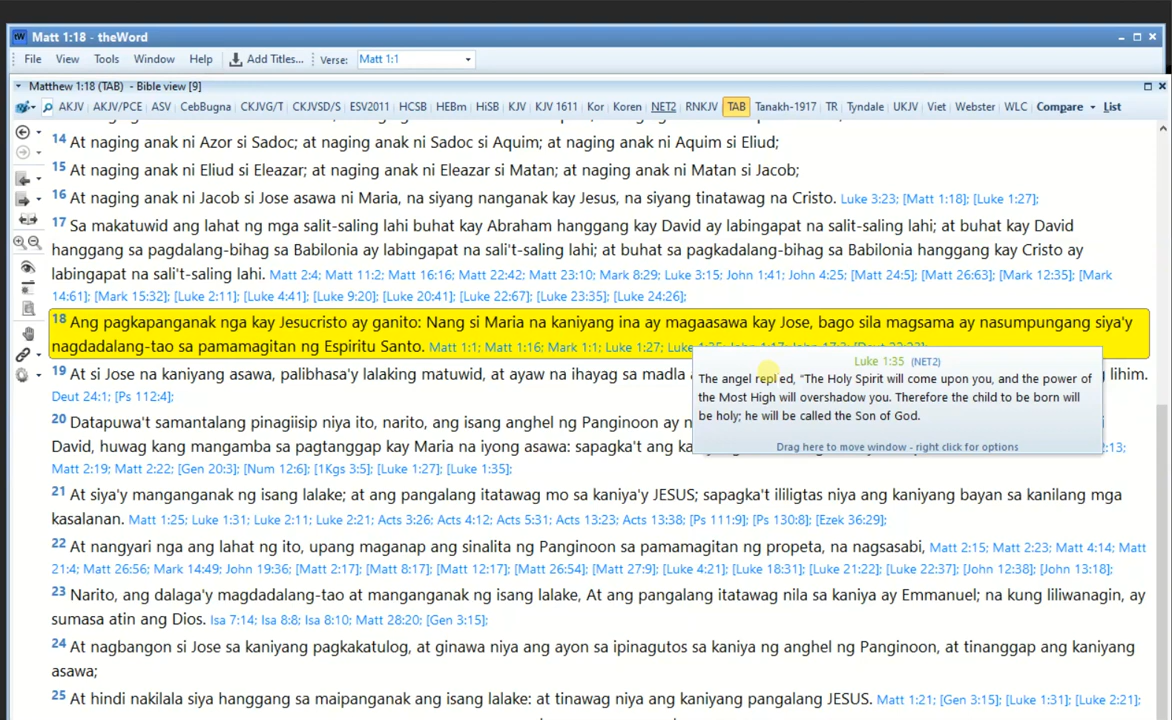 Matt 1:18 - theWord
File View Tools Window Help Add Titles... Verse: Matt 1:1
Matthew 1:18 (TAB) - Bible view [9]
AKJV AKJV/PCE ASV CebBugna CKJVG/T CKJVSD/S ESV2011 HCSB HEBm HiSB KJV KJV 1611 Kor Koren NET2 RNKJV TAB Tanakh-1917 TR Tyndale UKJV Viet Webster WLC Compare List
14 At naging anak ni Azor si Sadoc; at naging anak ni Sadoc si Aquim; at naging anak ni Aquim si Eliud;
15 At naging anak ni Eliud si Eleazar; at naging anak ni Eleazar si Matan; at naging anak ni Matan si Jacob;
16 At naging anak ni Jacob si Jose asawa ni Maria, na siyang nanganak kay Jesus, na siyang tinatawag na Cristo. Luke 3:23; [Matt 1:18]; [Luke 1:27];
17 Sa makatuwid ang lahat ng mga salit-saling lahi buhat kay Abraham hanggang kay David ay labingapat na salit-saling lahi; at buhat kay David
hanggang sa pagdalang-bihag sa Babilonia ay labingapat na sali't-saling lahi; at buhat sa pagkadalang-bihag sa Babilonia hanggang kay Cristo ay
labingapat na sali't-saling lahi. Matt 2:4; Matt 11:2; Matt 16:16; Matt 22:42; Matt 23:10; Mark 8:29; Luke 3:15; John 1:41; John 4:25; [Matt 24:5]; [Matt 26:63]; [Mark 12:35]; [Mark
14:61]; [Mark 15:32]; [Luke 2:11]; [Luke 4:41]; [Luke 9:20]; [Luke 20:41]; [Luke 22:67]; [Luke 23:35]; [Luke 24:26];
18 Ang pagkapanganak nga kay Jesucristo ay ganito: Nang si Maria na kaniyang ina ay magaasawa kay Jose, bago sila magsama ay nasumpungang siya'y
nagdadalang-tao sa pamamagitan ng Espiritu Santo. Matt 1:1; Matt 1:16; Mark 1:1; Luke 1:27; Luke
Luke 1:35 (NET2)
The angel replied, “The Holy Spirit will come upon you, and the power of
the Most High will overshadow you. Therefore the child to be born will
be holy; he will be called the Son of God.
Drag here to move window - right click for options
19 At si Jose na kaniyang asawa, palibhasa'y lalaking matuwid, at ayaw na ihayag sa madla lihim.
Deut 24:1; [Ps 112:4];
20 Datapuwa't samantalang pinagiisip niya ito, narito, ang isang anghel ng Panginoon ay
David, huwag kang mangamba sa pagtanggap kay Maria na iyong asawa: sapagka't ang 2:13;
Matt 2:19; Matt 2:22; [Gen 20:3]; [Num 12:6]; [1Kgs 3:5]; [Luke 1:27]; [Luke 1:35];
21 At siya'y manganganak ng isang lalake; at ang pangalang itatawag mo sa kaniya'y JESUS; sapagka't ililigtas niya ang kaniyang bayan sa kanilang mga
kasalanan. Matt 1:25; Luke 1:31; Luke 2:11; Luke 2:21; Acts 3:26; Acts 4:12; Acts 5:31; Acts 13:23; Acts 13:38; [Ps 111:9]; [Ps 130:8]; [Ezek 36:29];
22 At nangyari nga ang lahat ng ito, upang maganap ang sinalita ng Panginoon sa pamamagitan ng propeta, na nagsasabi, Matt 2:15; Matt 2:23; Matt 4:14; Matt
21:4; Matt 26:56; Mark 14:49; John 19:36; [Matt 2:17]; [Matt 8:17]; [Matt 12:17]; [Matt 26:54]; [Matt 27:9]; [Luke 4:21]; [Luke 18:31]; [Luke 21:22]; [Luke 22:37]; [John 12:38]; [John 13:18];
23 Narito, ang dalaga'y magdadalang-tao at manganganak ng isang lalake, At ang pangalang itatawag nila sa kaniya ay Emmanuel; na kung liliwanagin, ay
sumasa atin ang Dios. Isa 7:14; Isa 8:8; Isa 8:10; Matt 28:20; [Gen 3:15];
24 At nagbangon si Jose sa kaniyang pagkakatulog, at ginawa niya ang ayon sa ipinagutos sa kaniya ng anghel ng Panginoon, at tinanggap ang kaniyang
asawa;
25 At hindi nakilala siya hanggang sa maipanganak ang isang lalake: at tinawag niya ang kaniyang pangalang JESUS. Matt 1:21; [Gen 3:15]; [Luke 1:31]; [Luke 2:21];